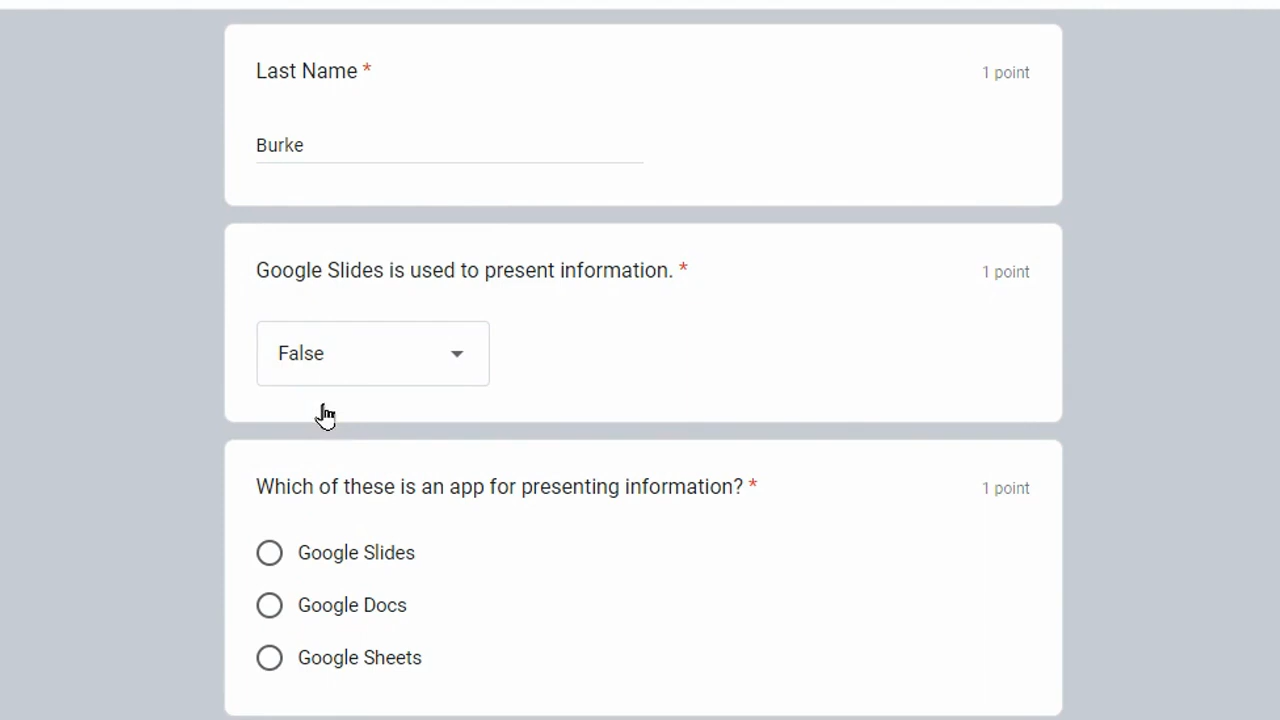 Last Name *
1 point
Burke
Google Slides is used to present information. *
1 point
False
Which of these is an app for presenting information? *
1 point
Google Slides
Google Docs
Google Sheets